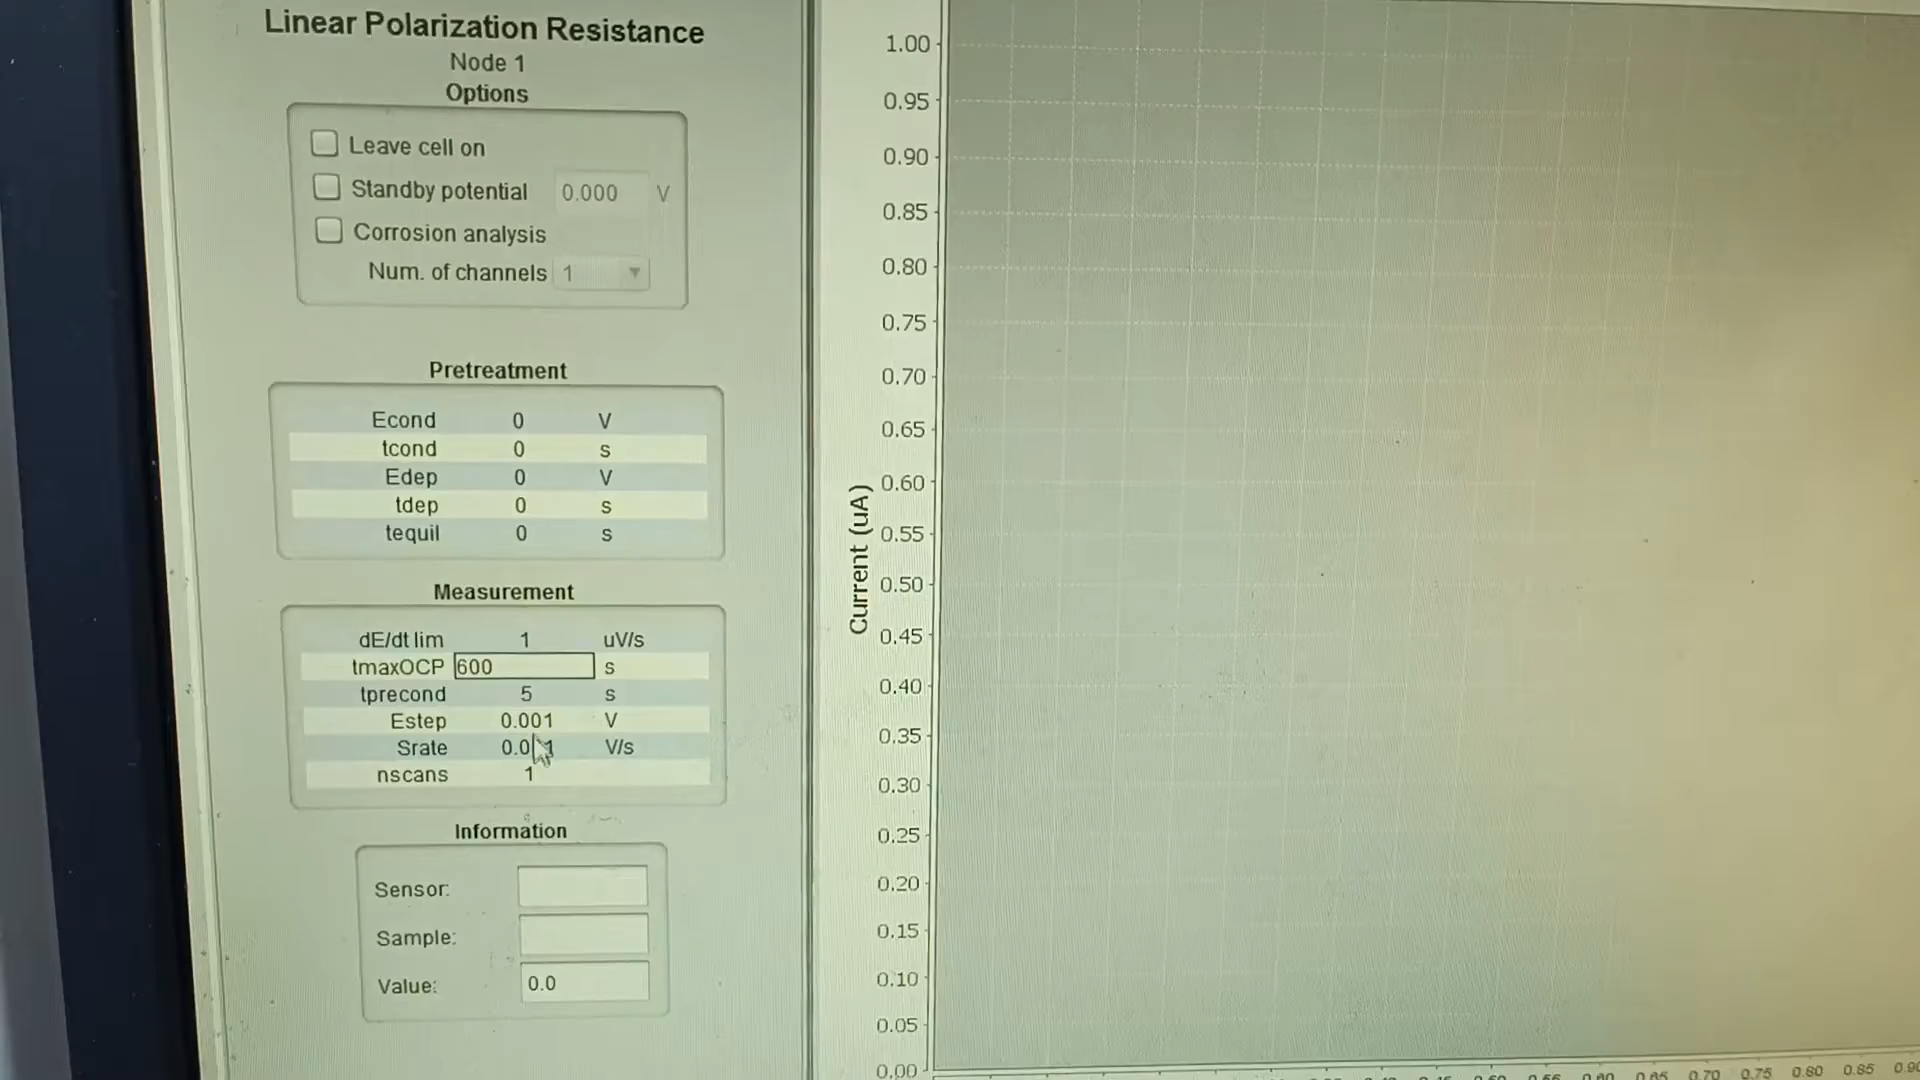 Linear Polarization Resistance
Node 1
Options
Leave cell on
Standby potential 0.000 V
Corrosion analysis
Num. of channels 1
Pretreatment
Econd 0 V
tcond 0 s
Edep 0 V
tdep 0 s
tequil 0 s
Measurement
dE/dt lim 1 uV/s
tmaxOCP 600 s
tprecond 5 s
Estep 0.001 V
Srate V/s
nscans 1
Information
Sensor:
Sample:
Value: 0.0
Current (uA)
1.00
0.95
0.90
0.85
0.80
0.75
0.70
0.65
0.60
0.55
0.50
0.45
0.40
0.35
0.30
0.25
0.20
0.15
0.10
0.05
0.00
0.65 0.70 0.75 0.80 0.85